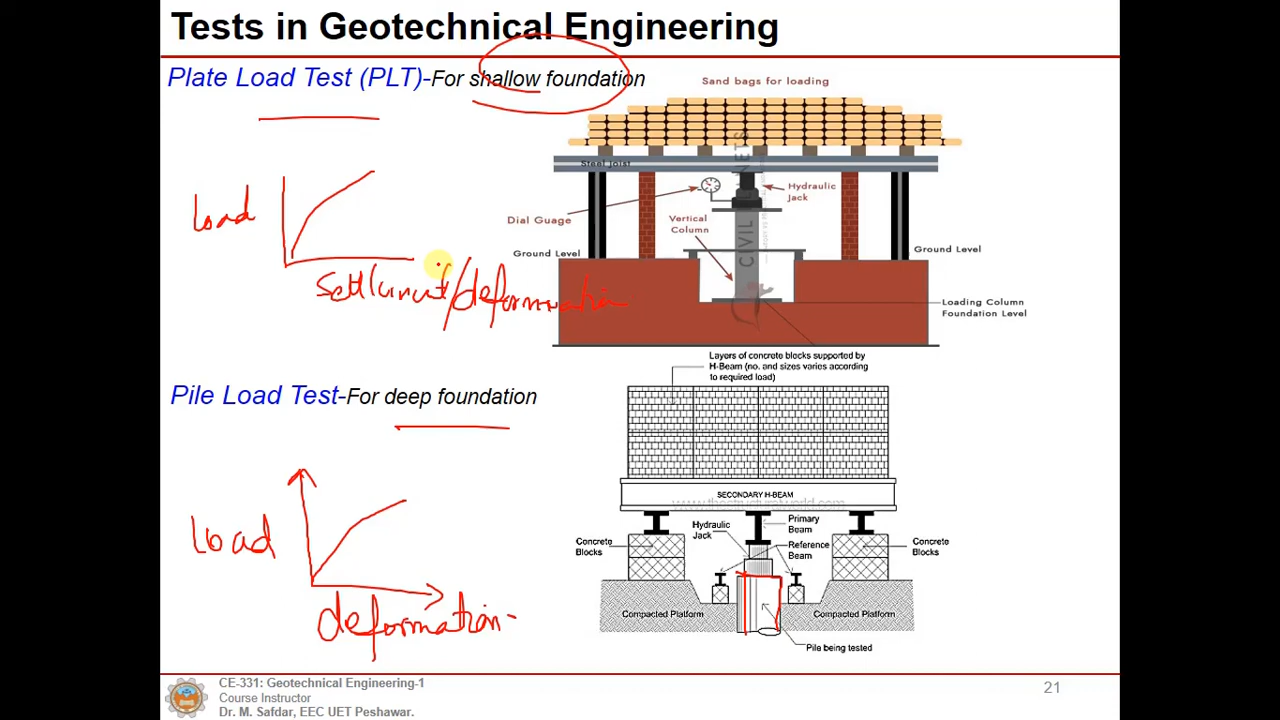 Tests in Geotechnical Engineering
Plate Load Test (PLT)-For shallow foundation
Sand bags for loading
Steel Joist
Hydraulic
Jack
Dial Guage
Vertical
Column
Ground Level
Ground Level
Loading Column
Foundation Level
load
Settlement/deformation
Layers of concrete blocks supported by
H-Beam (no. and sizes varies according
to required load)
Pile Load Test-For deep foundation
SECONDARY H-BEAM
Hydraulic
Jack
Primary
Beam
Reference
Beam
Concrete
Blocks
Concrete
Blocks
Compacted Platform
Compacted Platform
Pile being tested
load
deformation
CE-331: Geotechnical Engineering-1
Course Instructor
Dr. M. Safdar, EEC UET Peshawar.
21